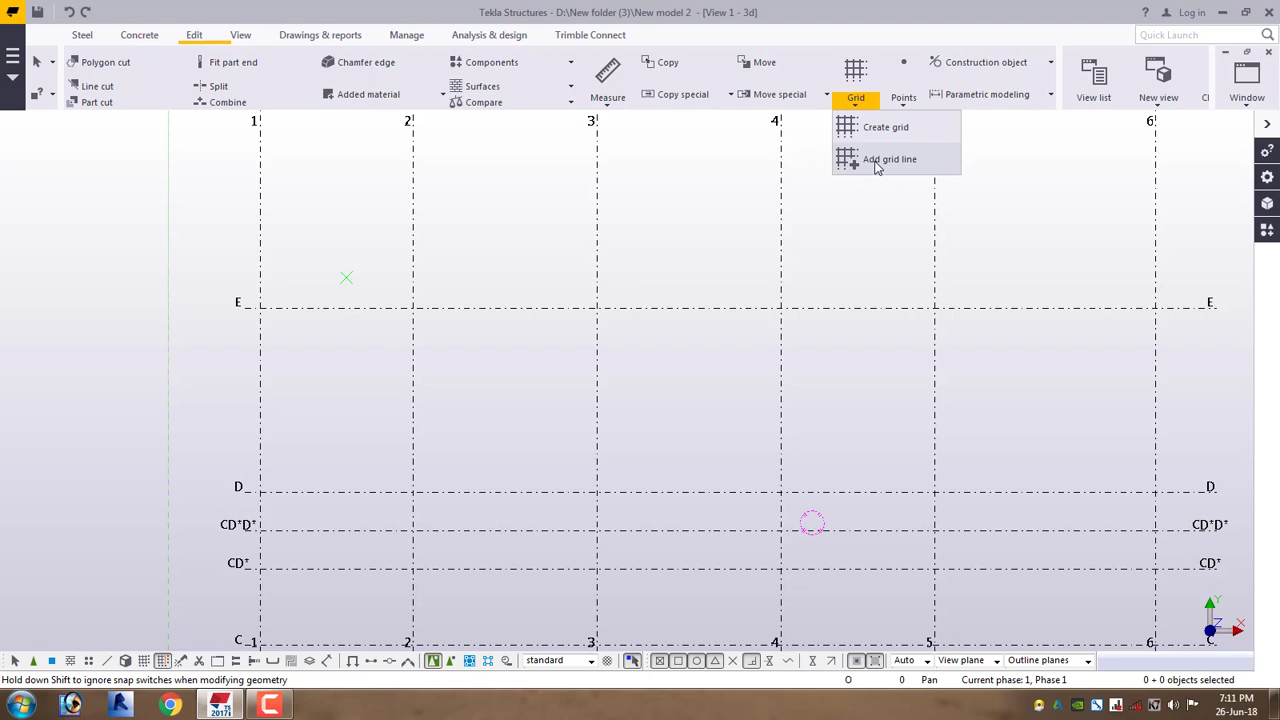 Tekla Structures - D:\New folder (3)\New model 2 - [View 1 - 3d]
Log in
Steel Concrete Edit View Drawings & reports Manage Analysis & design Trimble Connect
Quick Launch
Polygon cut Fit part end Chamfer edge Components Copy Move Construction object
Line cut Split Surfaces
Part cut Combine Added material Compare Measure Copy special Move special Grid Points Parametric modeling View list New view Cl Window
Create grid
Add grid line
1 2 3 4 6
E E
D D
CD*D* CD*D*
CD* CD*
C C
1 2 3 4 5 6
Y
Z X
standard Auto View plane Outline planes
Hold down Shift to ignore snap switches when modifying geometry O 0 Pan Current phase: 1, Phase 1 0 + 0 objects selected
7:11 PM
26-Jun-18